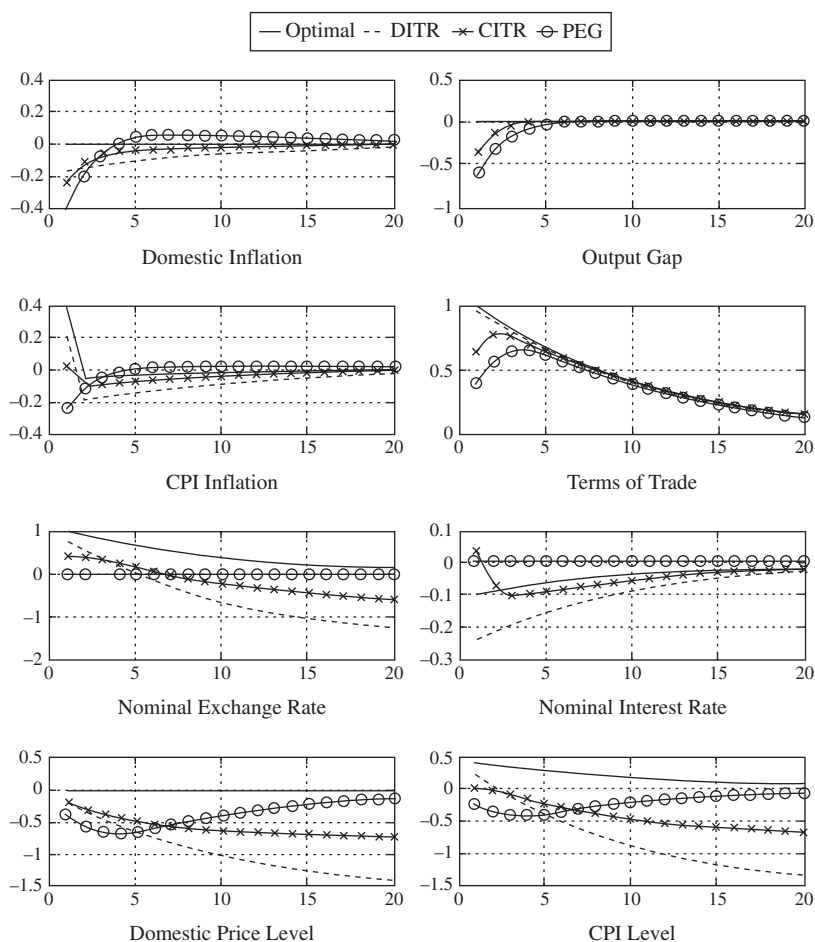 Optimal DITR CITR PEG
0.4 0.4
0.2
0 0
−0.2 −0.5
−0.4 −1
5 10 15 20 0 5 10 15 20
Domestic Inflation Output Gap
0.4 1
0.2
0 0.5
−0.2
−0.4 0
0 5 10 15 20 0 5 10 15 20
CPI Inflation Terms of Trade
1 0.1
0 0
−1 −0.1
−0.2
−2 0.3
0 5 10 15 20 0 5 10 15 20
Nominal Exchange Rate Nominal Interest Rate
0.5 0.5
0 0
−0.5 −0.5
−1 −1
−1.5 −1.5
0 5 10 15 20 0 5 10 15 20
Domestic Price Level CPI Level